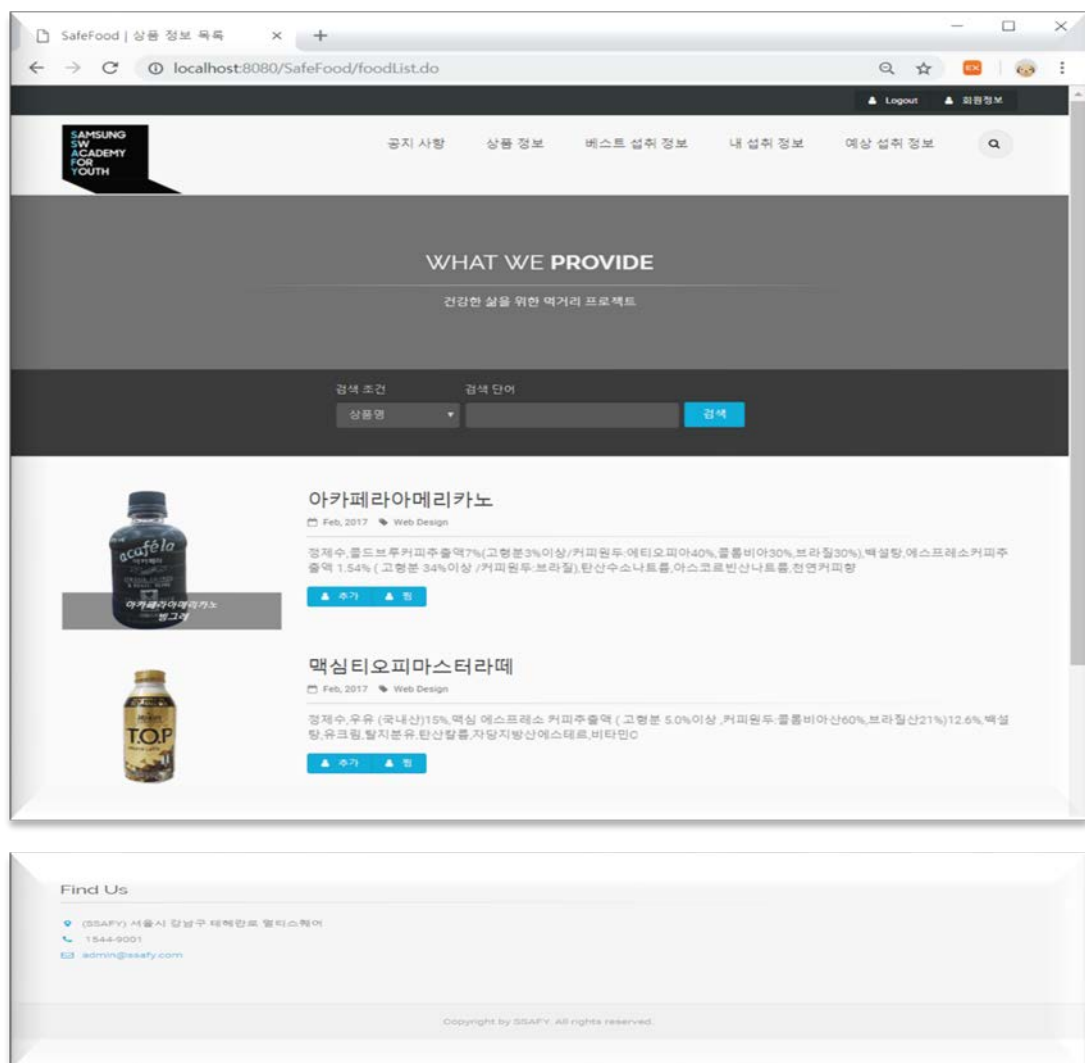 SafeFood | 상품 정보 목록
localhost:8080/SafeFood/foodList.do
EX
Logout 회원정보
SAMSUNG
SW
ACADEMY
FOR
YOUTH
공지 사항 상품 정보 베스트 섭취 정보 내 섭취 정보 예상 섭취 정보
WHAT WE PROVIDE
건강한 삶을 위한 먹거리 프로젝트
검색 조건 검색 단어
상품명 검색
아카페라아메리카노
Feb, 2017 Web Design
정제수,콜드브루커피추출액7%(고형분3%이상/커피원두:에티오피아40%,콜롬비아30%,브라질30%),백설탕,에스프레소커피추
출액 1.54% ( 고형분 34%이상 /커피원두:브라질),탄산수소나트륨,아스코르빈산나트륨,천연커피향
acaféla
아카페라아메리카노
빙그레
추가 찜
맥심티오피마스터라떼
Feb, 2017 Web Design
정제수,우유 (국내산)15%,맥심 에스프레소 커피추출액 ( 고형분 5.0%이상 ,커피원두:콜롬비아산60%,브라질산21%)12.6%,백설
탕,유크림,탈지분유,탄산칼륨,자당지방산에스테르,비타민C
T.O.P
추가 찜
Find Us
(SSAFY) 서울시 강남구 테헤란로 멀티스퀘어
1544-9001
admin@ssafy.com
Copyright by SSAFY. All rights reserved.